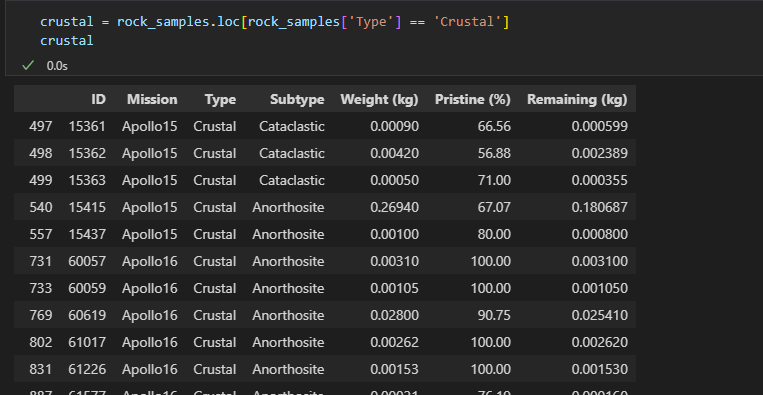 crustal = rock_samples.loc[rock_samples['Type'] == 'Crustal']
crustal
0.0s
ID Mission Type Subtype Weight (kg) Pristine (%) Remaining (kg)
497 15361 Apollo15 Crustal Cataclastic 0.00090 66.56 0.000599
498 15362 Apollo15 Crustal Cataclastic 0.00420 56.88 0.002389
499 15363 Apollo15 Crustal Cataclastic 0.00050 71.00 0.000355
540 15415 Apollo15 Crustal Anorthosite 0.26940 67.07 0.180687
557 15437 Apollo15 Crustal Anorthosite 0.00100 80.00 0.000800
731 60057 Apollo16 Crustal Anorthosite 0.00310 100.00 0.003100
733 60059 Apollo16 Crustal Anorthosite 0.00105 100.00 0.001050
769 60619 Apollo16 Crustal Anorthosite 0.02800 90.75 0.025410
802 61017 Apollo16 Crustal Anorthosite 0.00262 100.00 0.002620
831 61226 Apollo16 Crustal Anorthosite 0.00153 100.00 0.001530
887 61577 Apollo16 Crustal Anorthosite 76.19